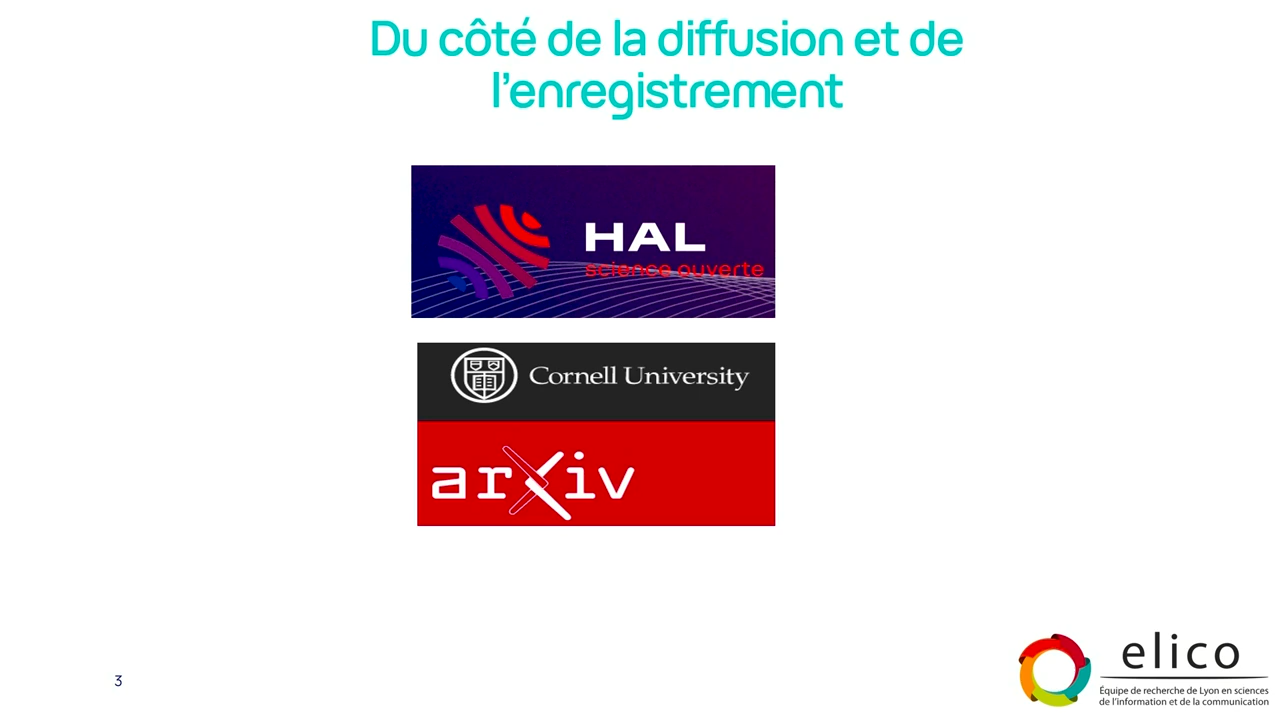 Du côté de la diffusion et de
l'enregistrement
HAL
science ouverte
Cornell University
arXiv
3
elico
Équipe de recherche de Lyon en sciences
de l'information et de la communication